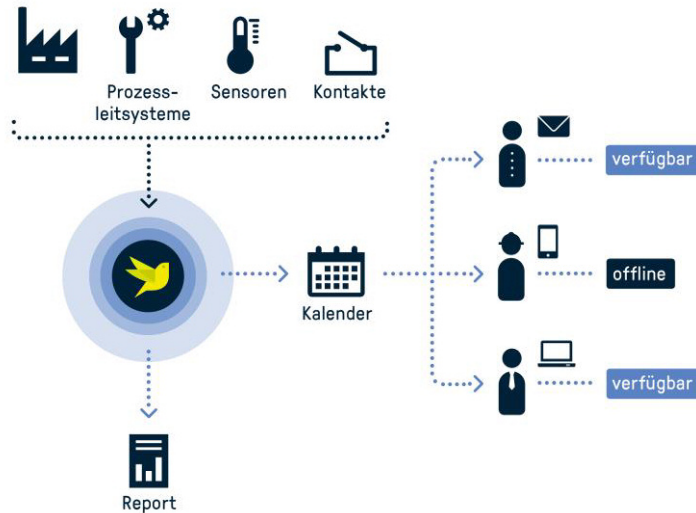 Prozess-
leitsysteme
Sensoren
Kontakte
verfügbar
Kalender
offline
verfügbar
Report